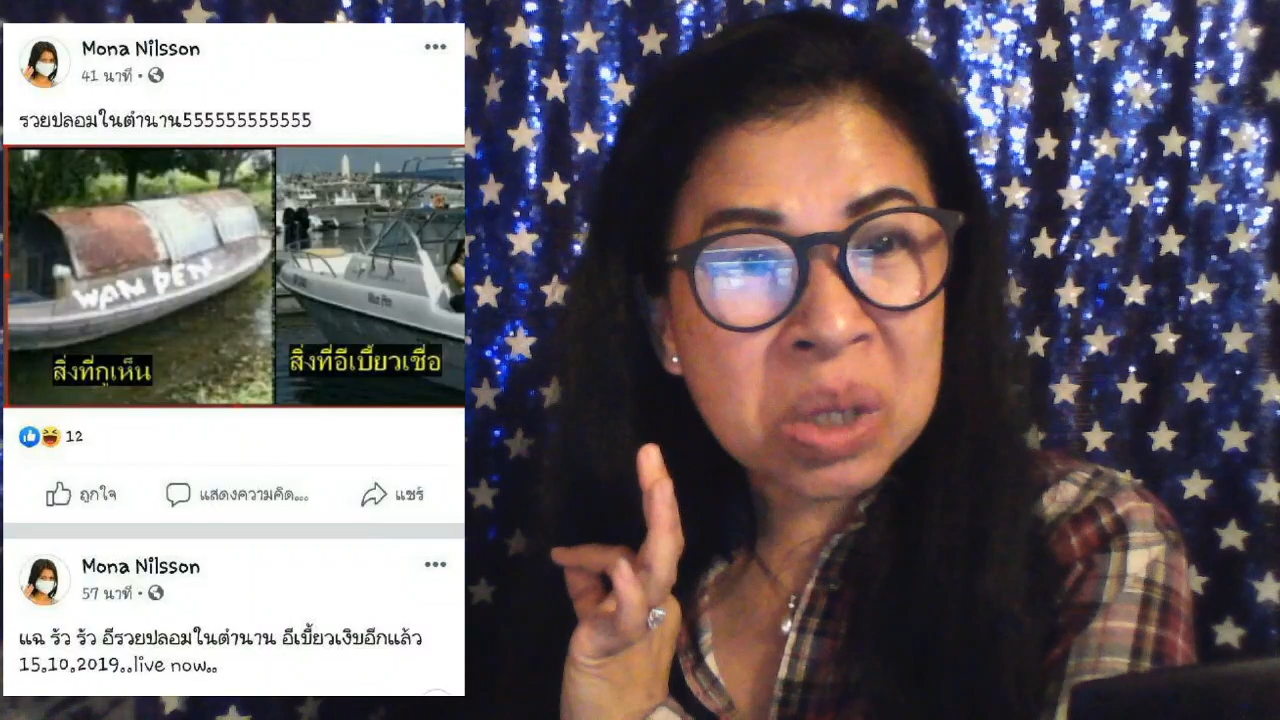 Mona Nilsson
41 นาที
รวยปลอมในตำนาน555555555555
WAN PEN
สิ่งที่กูเห็น
สิ่งที่อีเบี้ยวเชื่อ
12
ถูกใจ
แสดงความคิด...
แชร์
Mona Nilsson
57 นาที
แฉ รัว รัว อีรวยปลอมในตำนาน อีเบี้ยวเงิบอีกแล้ว
15.10.2019..live now..